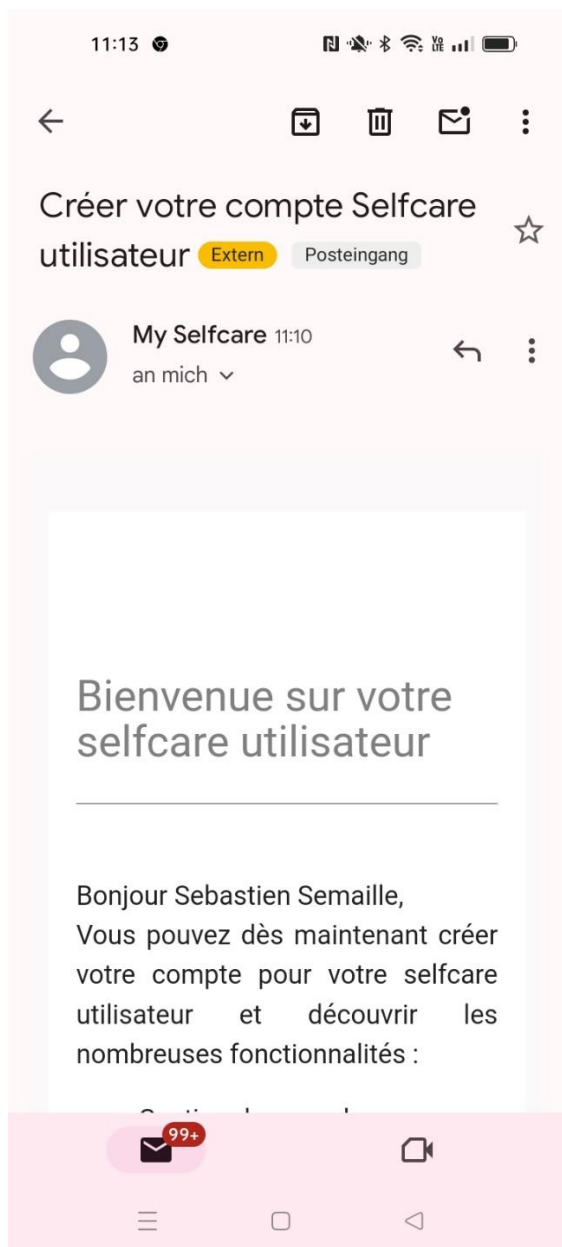 11:13
Vo
LTE
Créer votre compte Selfcare
utilisateur Extern Posteingang
My Selfcare 11:10
an mich
Bienvenue sur votre
selfcare utilisateur
Bonjour Sebastien Semaille,
Vous pouvez dès maintenant créer
votre compte pour votre selfcare
utilisateur et découvrir les
nombreuses fonctionnalités :
99+